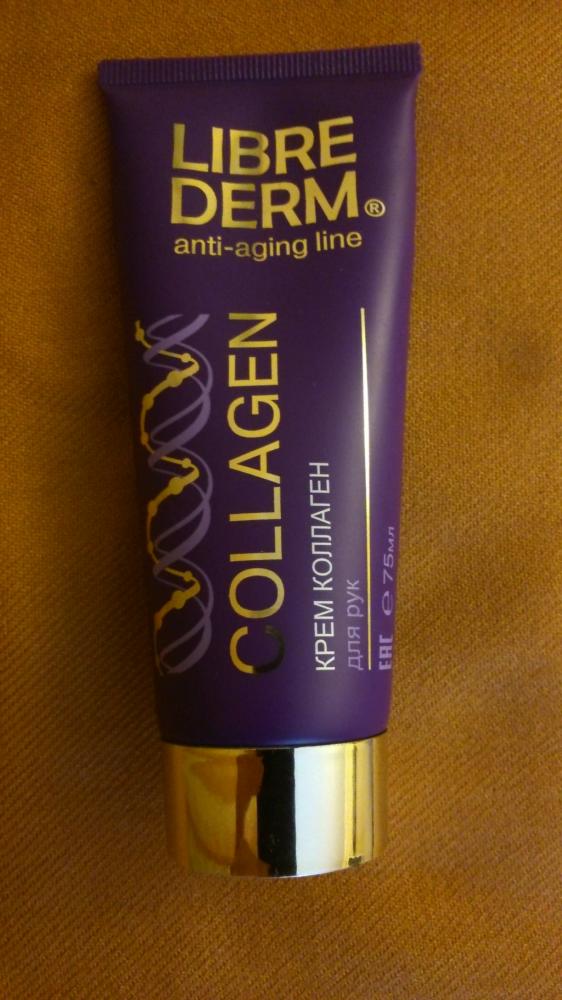 LIBRE
DERM®
anti-aging line
COLLAGEN
КРЕМ КОЛЛАГЕН
для рук
EAC ℮ 75мл